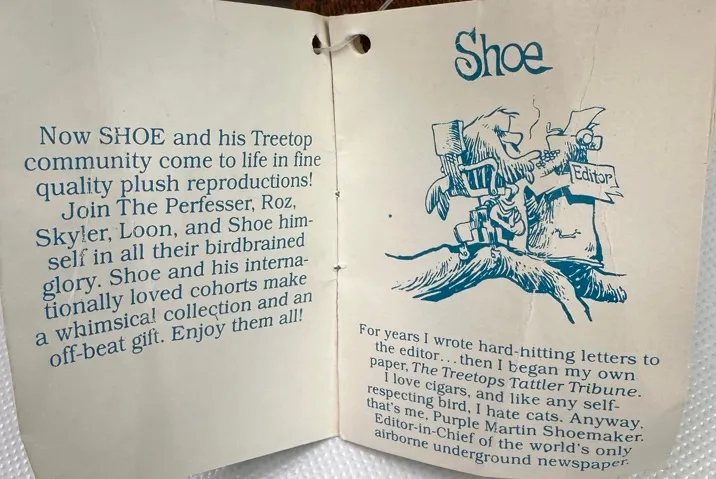 Now SHOE and his Treetop
community come to life in fine
quality plush reproductions!
Join The Perfesser, Roz,
Skyler, Loon, and Shoe him-
self in all their birdbrained
glory. Shoe and his interna-
tionally loved cohorts make
a whimsical collection and an
off-beat gift. Enjoy them all!
Shoe
Editor
For years I wrote hard-hitting letters to
the editor...then I began my own
paper, The Treetops Tattler Tribune.
I love cigars, and like any self-
respecting bird, I hate cats. Anyway,
that's me, Purple Martin Shoemaker.
Editor-in-Chief of the world's only
airborne underground newspaper.